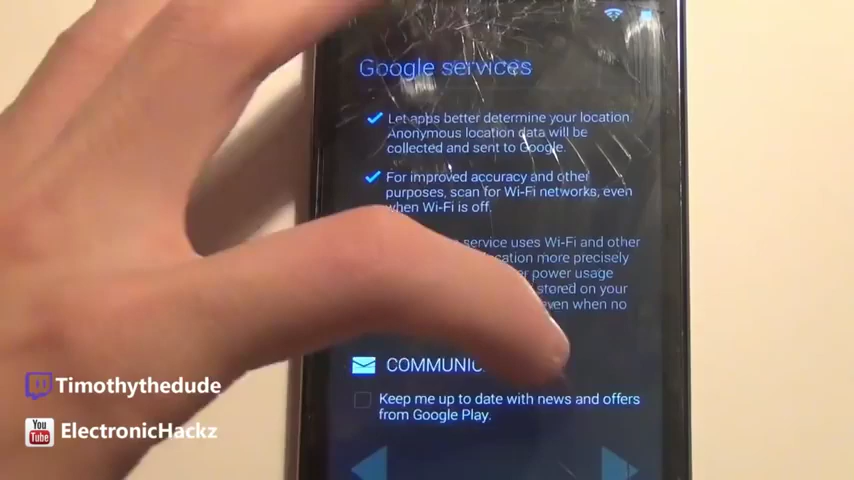 Google services
Let apps better determine your location.
Anonymous location data will be
collected and sent to Google.
For improved accuracy and other
purposes, scan for Wi-Fi networks, even
when Wi-Fi is off.
service uses Wi-Fi and other
location more precisely
power usage
stored on your
even when no
COMMUNIC
Keep me up to date with news and offers
from Google Play.
Timothythedude
You
Tube
ElectronicHackz